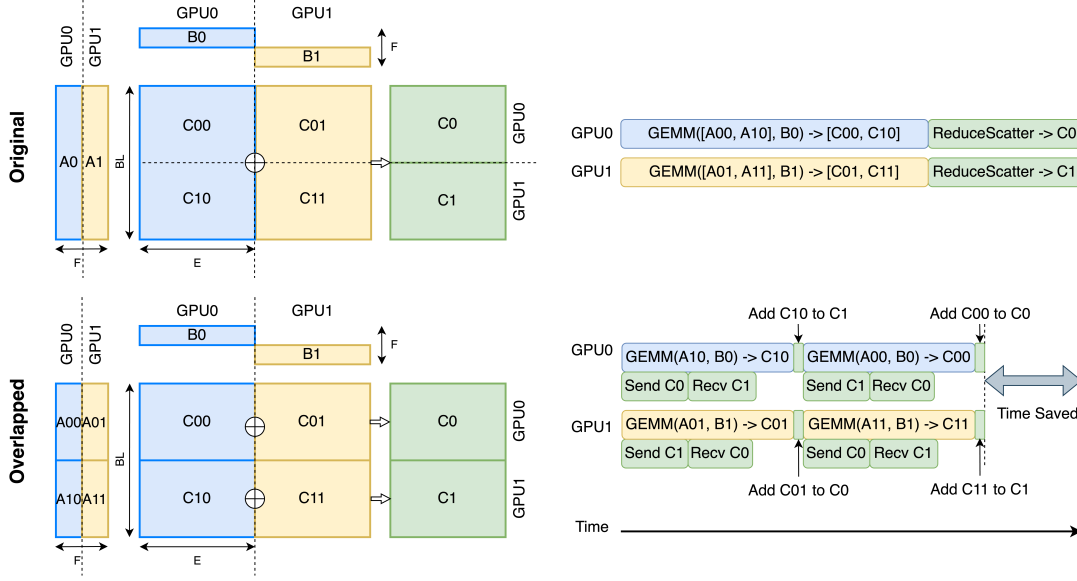 Original
GPU0
GPU1
GPU0
GPU1
B0
B1
F
A0
A1
BL
C00
C01
C10
C11
C0
C1
GPU0
GPU1
F
E
GPU0
GEMM([A00, A10], B0) -> [C00, C10]
ReduceScatter -> C0
GPU1
GEMM([A01, A11], B1) -> [C01, C11]
ReduceScatter -> C1
Overlapped
GPU0
GPU1
GPU0
GPU1
B0
B1
F
A00
A01
A10
A11
BL
C00
C01
C10
C11
C0
C1
GPU0
GPU1
F
E
Add C10 to C1
Add C00 to C0
GPU0
GEMM(A10, B0) -> C10
GEMM(A00, B0) -> C00
Send C0
Recv C1
Send C1
Recv C0
Time Saved
GPU1
GEMM(A01, B1) -> C01
GEMM(A11, B1) -> C11
Send C1
Recv C0
Send C0
Recv C1
Add C01 to C0
Add C11 to C1
Time